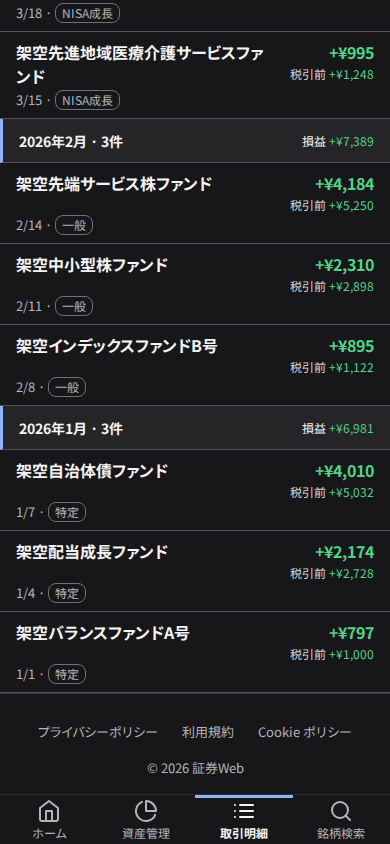 3/18・NISA成長
架空先進地域医療介護サービスファ
ンド
+¥995
税引前 +¥1,248
3/15・NISA成長
2026年2月・3件
損益 +¥7,389
架空先端サービス株ファンド
+¥4,184
税引前 +¥5,250
2/14・一般
架空中小型株ファンド
+¥2,310
税引前 +¥2,898
2/11・一般
架空インデックスファンドB号
+¥895
税引前 +¥1,122
2/8・一般
2026年1月・3件
損益 +¥6,981
架空自治体債ファンド
+¥4,010
税引前 +¥5,032
1/7・特定
架空配当成長ファンド
+¥2,174
税引前 +¥2,728
1/4・特定
架空バランスファンドA号
+¥797
税引前 +¥1,000
1/1・特定
プライバシーポリシー 利用規約 Cookie ポリシー
© 2026 証券Web
ホーム 資産管理 取引明細 銘柄検索